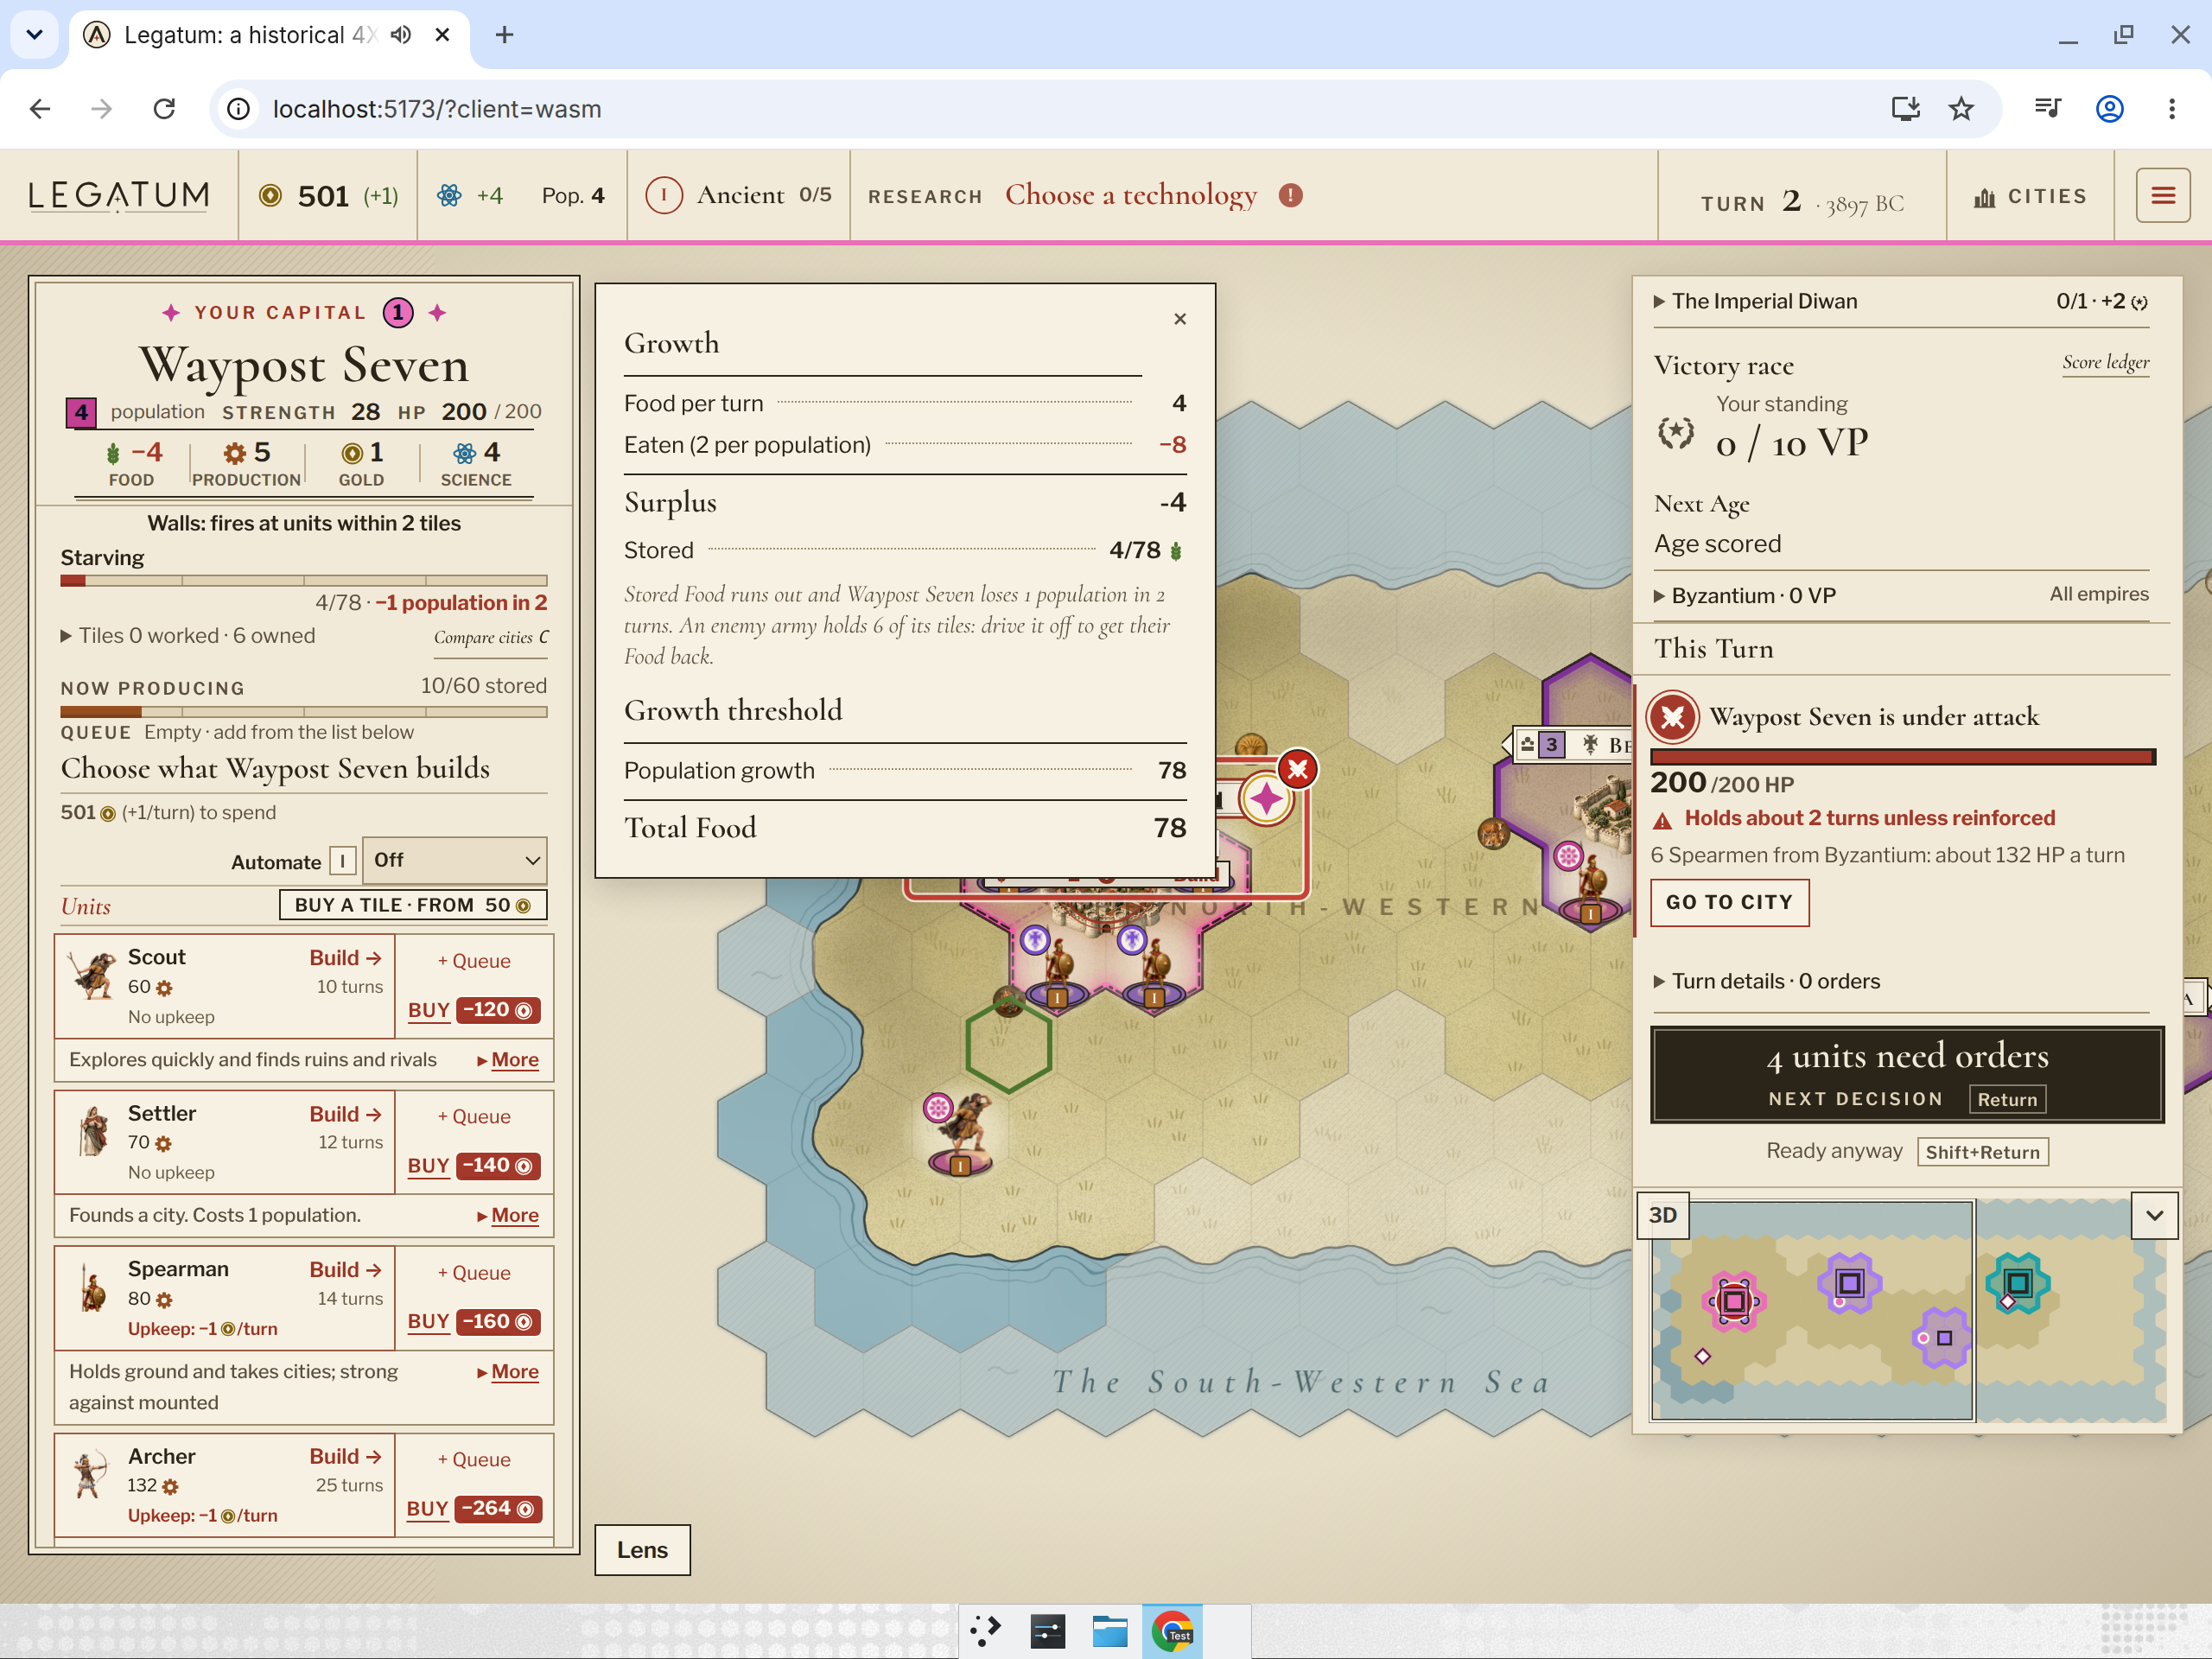 Legatum: a historical 4X
localhost:5173/?client=wasm
LEGATUM
501 (+1)
+4
Pop. 4
I Ancient 0/5
RESEARCH Choose a technology !
TURN 2 · 3897 BC
CITIES
YOUR CAPITAL 1
Waypost Seven
4 population STRENGTH 28 HP 200 / 200
−4 5 1 4
FOOD PRODUCTION GOLD SCIENCE
Walls: fires at units within 2 tiles
Starving
4/78 · −1 population in 2
Tiles 0 worked · 6 owned
Compare cities C
NOW PRODUCING 10/60 stored
QUEUE Empty · add from the list below
Choose what Waypost Seven builds
501 (+1/turn) to spend
Automate I Off
Units
BUY A TILE · FROM 50
Scout Build → + Queue
60 10 turns
No upkeep BUY −120
Explores quickly and finds ruins and rivals More
Settler Build → + Queue
70 12 turns
No upkeep BUY −140
Founds a city. Costs 1 population. More
Spearman Build → + Queue
80 14 turns
Upkeep: −1 /turn BUY −160
Holds ground and takes cities; strong More
against mounted
Archer Build → + Queue
132 25 turns
Upkeep: −1 /turn BUY −264
×
Growth
Food per turn 4
Eaten (2 per population) −8
Surplus -4
Stored 4/78
Stored Food runs out and Waypost Seven loses 1 population in 2
turns. An enemy army holds 6 of its tiles: drive it off to get their
Food back.
Growth threshold
Population growth 78
Total Food 78
3
NORTH-WESTERN
I
I
I
I
The South-Western Sea
Lens
The Imperial Diwan 0/1 · +2
Victory race Score ledger
Your standing
0 / 10 VP
Next Age
Age scored
Byzantium · 0 VP All empires
This Turn
Waypost Seven is under attack
200 /200 HP
Holds about 2 turns unless reinforced
6 Spearmen from Byzantium: about 132 HP a turn
GO TO CITY
Turn details · 0 orders
4 units need orders
NEXT DECISION Return
Ready anyway Shift+Return
3D
Test